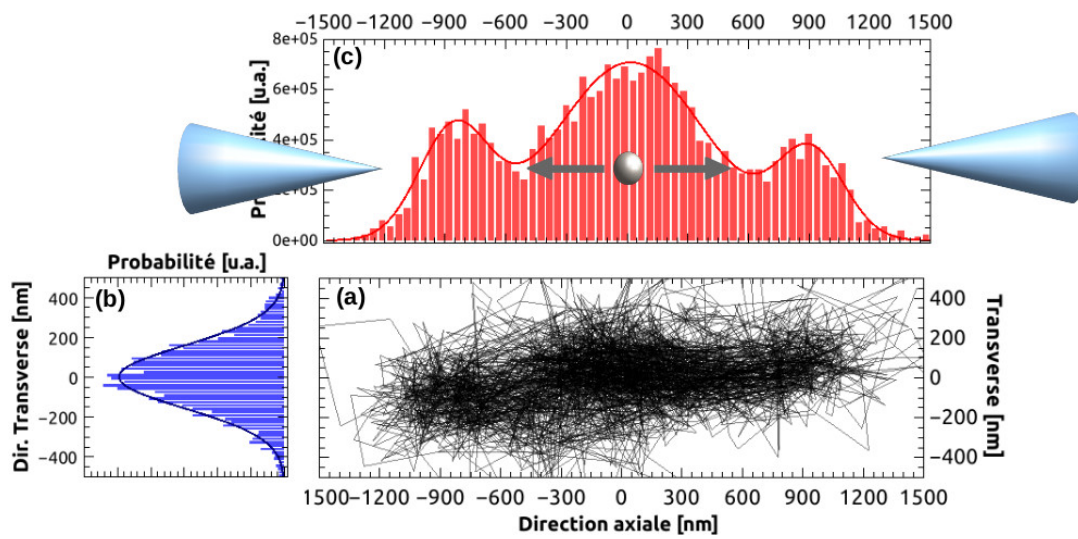 −1500 −1200 −900 −600 −300 0 300 600 900 1200 1500
8e+05
6e+05
4e+05
2e+05
0e+00
(c)
Probabilité [u.a.]
(b)
400
200
0
−200
−400
Dir. Transverse [nm]
(a)
400
200
0
−200
−400
Transverse [nm]
1500 −1200 −900 −600 −300 0 300 600 900 1200 1500
Direction axiale [nm]